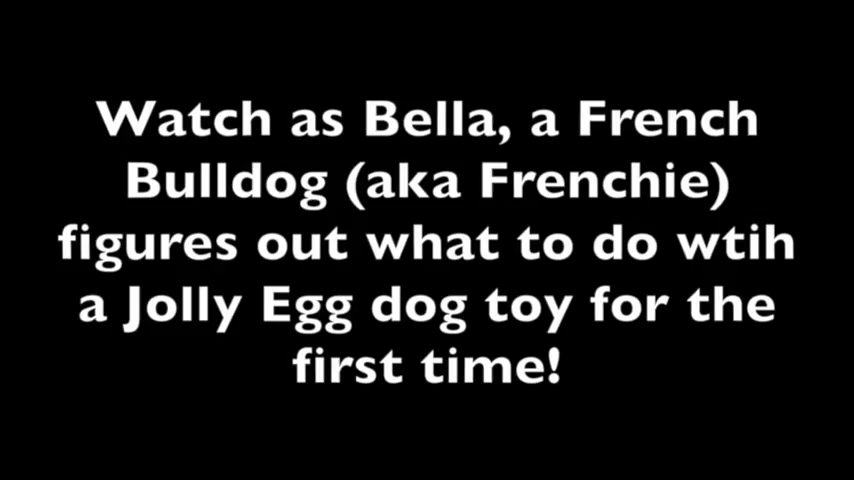 Watch as Bella, a French
Bulldog (aka Frenchie)
figures out what to do wtih
a Jolly Egg dog toy for the
first time!